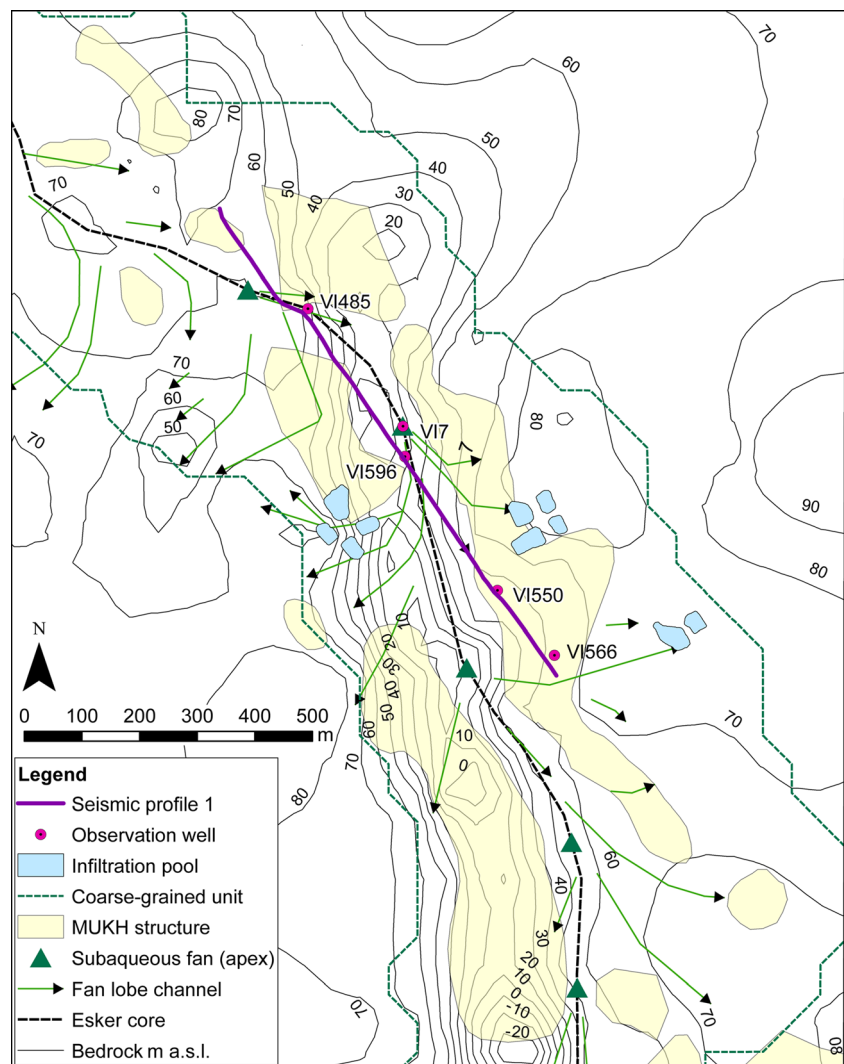 70
60
80
70
50
60
40
70
50
40
30
20
VI485
70
60
50
80
70
VI7
7
VI596
90
80
VI550
10
20
VI566
30
N
40
50
60
70
70
0 100 200 300 400 500
m
10
0
80
Legend
Seismic profile 1
Observation well
Infiltration pool
Coarse-grained unit
MUKH structure
Subaqueous fan (apex)
Fan lobe channel
Esker core
Bedrock m a.s.l.
60
40
30
20
10
0
-10
-20
70
70
80